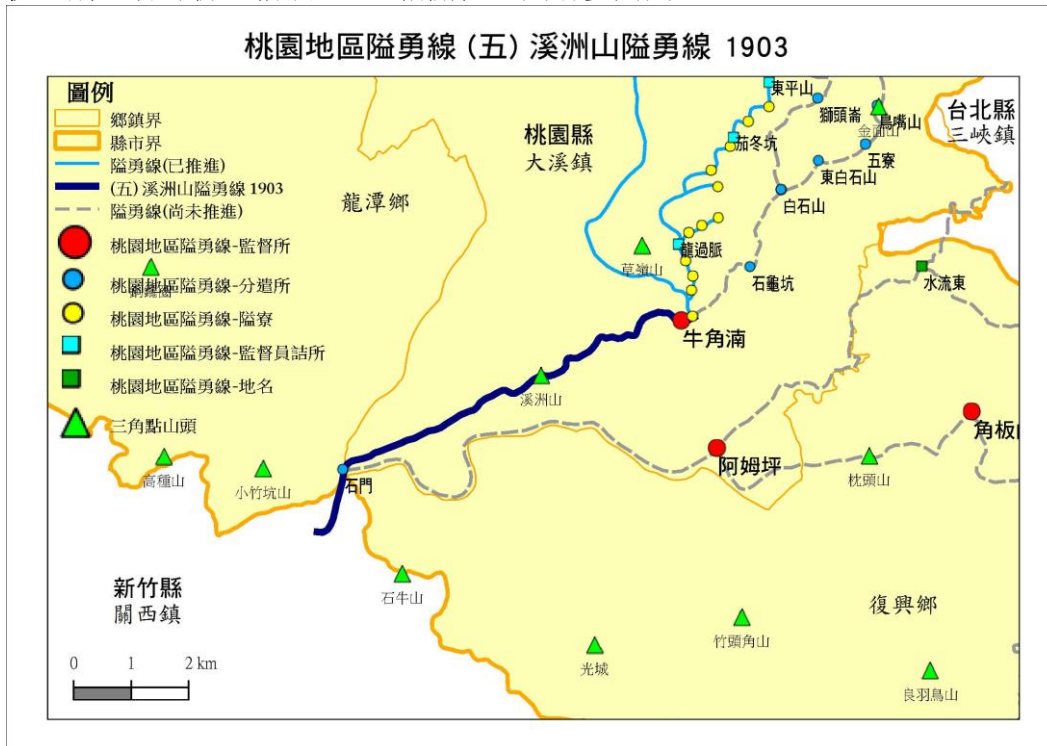 桃園地區隘勇線 (五) 溪洲山隘勇線 1903
圖例
鄉鎮界
縣市界
隘勇線(已推進)
(五) 溪洲山隘勇線 1903
隘勇線(尚未推進)
桃園地區隘勇線-監督所
桃園地區隘勇線-分遣所
桃園地區隘勇線-隘寮
桃園地區隘勇線-監督員詰所
桃園地區隘勇線-地名
三角點山頭
桃園縣
大溪鎮
龍潭鄉
台北縣
三峽鎮
東平山
獅頭崙
鳥嘴山
金面山
茄冬坑
五寮
東白石山
白石山
龍過脈
草嶺山
石龜坑
水流東
牛角湳
溪洲山
角板
阿姆坪
枕頭山
高種山
小竹坑山
石門
新竹縣
關西鎮
石牛山
復興鄉
竹頭角山
光城
良羽鳥山
0 1 2 km